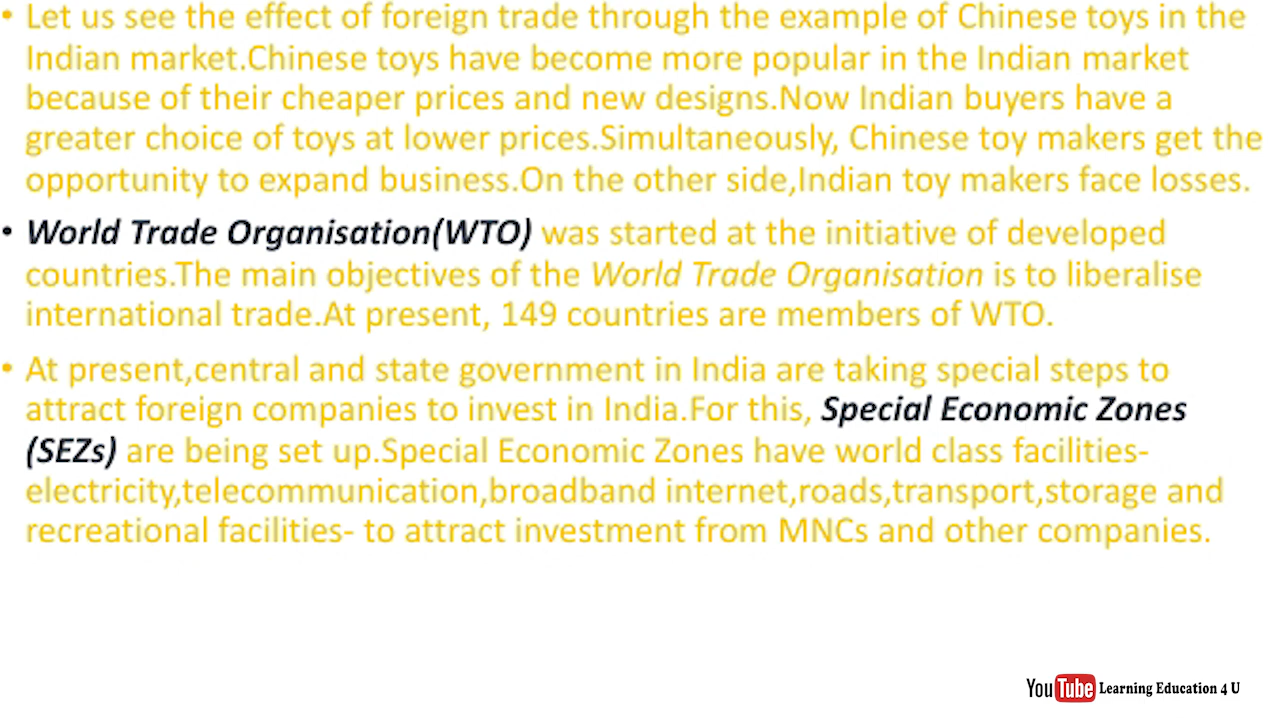 • Let us see the effect of foreign trade through the example of Chinese toys in the
Indian market.Chinese toys have become more popular in the Indian market
because of their cheaper prices and new designs.Now Indian buyers have a
greater choice of toys at lower prices.Simultaneously, Chinese toy makers get the
opportunity to expand business.On the other side,Indian toy makers face losses.
• World Trade Organisation(WTO) was started at the initiative of developed
countries.The main objectives of the World Trade Organisation is to liberalise
international trade.At present, 149 countries are members of WTO.
• At present,central and state government in India are taking special steps to
attract foreign companies to invest in India.For this, Special Economic Zones
(SEZs) are being set up.Special Economic Zones have world class facilities-
electricity,telecommunication,broadband internet,roads,transport,storage and
recreational facilities- to attract investment from MNCs and other companies.
YouTube Learning Education 4 U